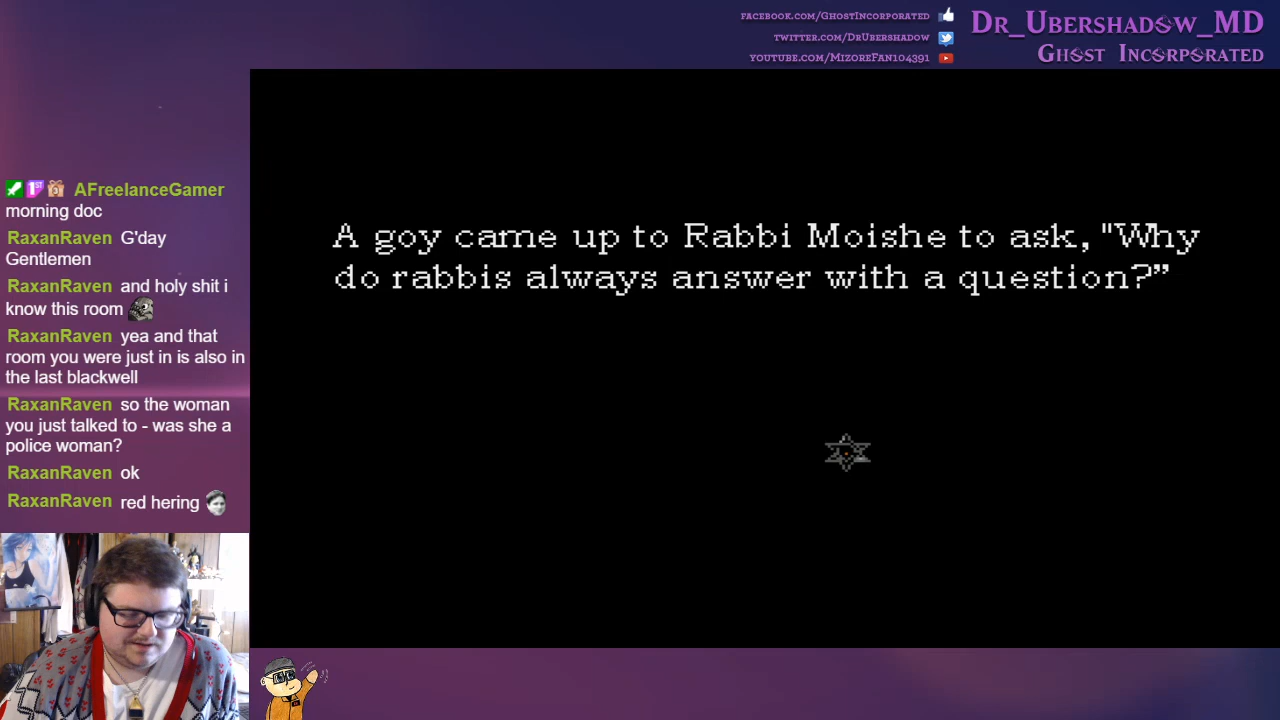 FACEBOOK.COM/GHOSTINCORPORATED
TWITTER.COM/DRUBERSHADOW
YOUTUBE.COM/MIZOREFAN104391
DR_UBERSHADOW_MD
GHOST INCORPORATED
1ST AFreelanceGamer
morning doc
RaxanRaven G'day
Gentlemen
RaxanRaven and holy shit i
know this room
RaxanRaven yea and that
room you were just in is also in
the last blackwell
RaxanRaven so the woman
you just talked to - was she a
police woman?
RaxanRaven ok
RaxanRaven red hering
A goy came up to Rabbi Moishe to ask, "Why
do rabbis always answer with a question?"